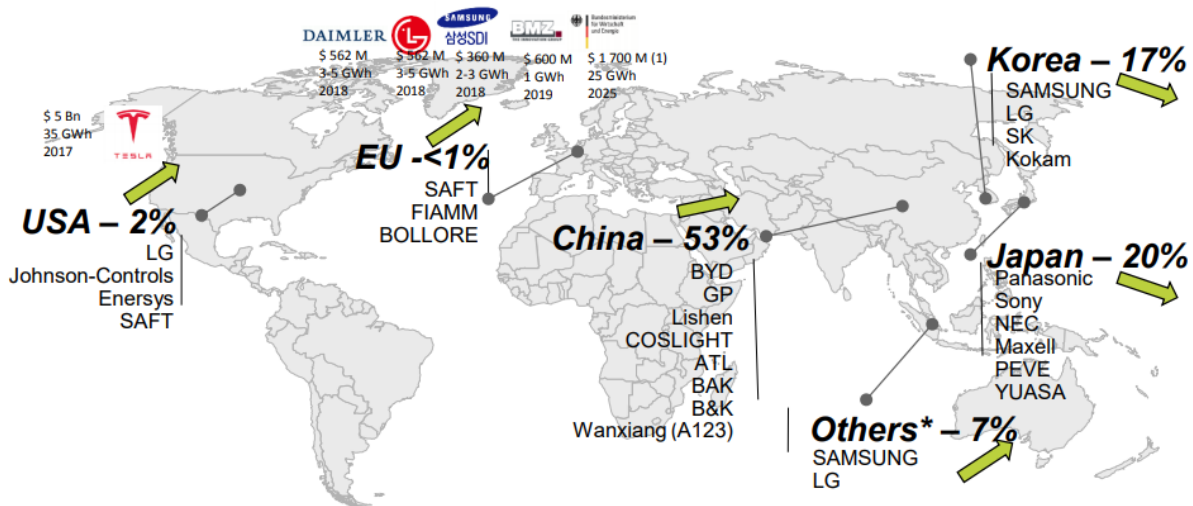 DAIMLER
LG
SAMSUNG
삼성SDI
BMZ
THE INNOVATION GROUP
Bundesministerium
für Wirtschaft
und Energie
$ 562 M
3-5 GWh
2018
$ 562 M
3-5 GWh
2018
$ 360 M
2-3 GWh
2018
$ 600 M
1 GWh
2019
$ 1 700 M (1)
25 GWh
2025
$ 5 Bn
35 GWh
2017
TESLA
USA – 2%
LG
Johnson-Controls
Enersys
SAFT
EU -<1%
SAFT
FIAMM
BOLLORE
China – 53%
BYD
GP
Lishen
COSLIGHT
ATL
BAK
B&K
Wanxiang (A123)
Korea – 17%
SAMSUNG
LG
SK
Kokam
Japan – 20%
Panasonic
Sony
NEC
Maxell
PEVE
YUASA
Others* – 7%
SAMSUNG
LG